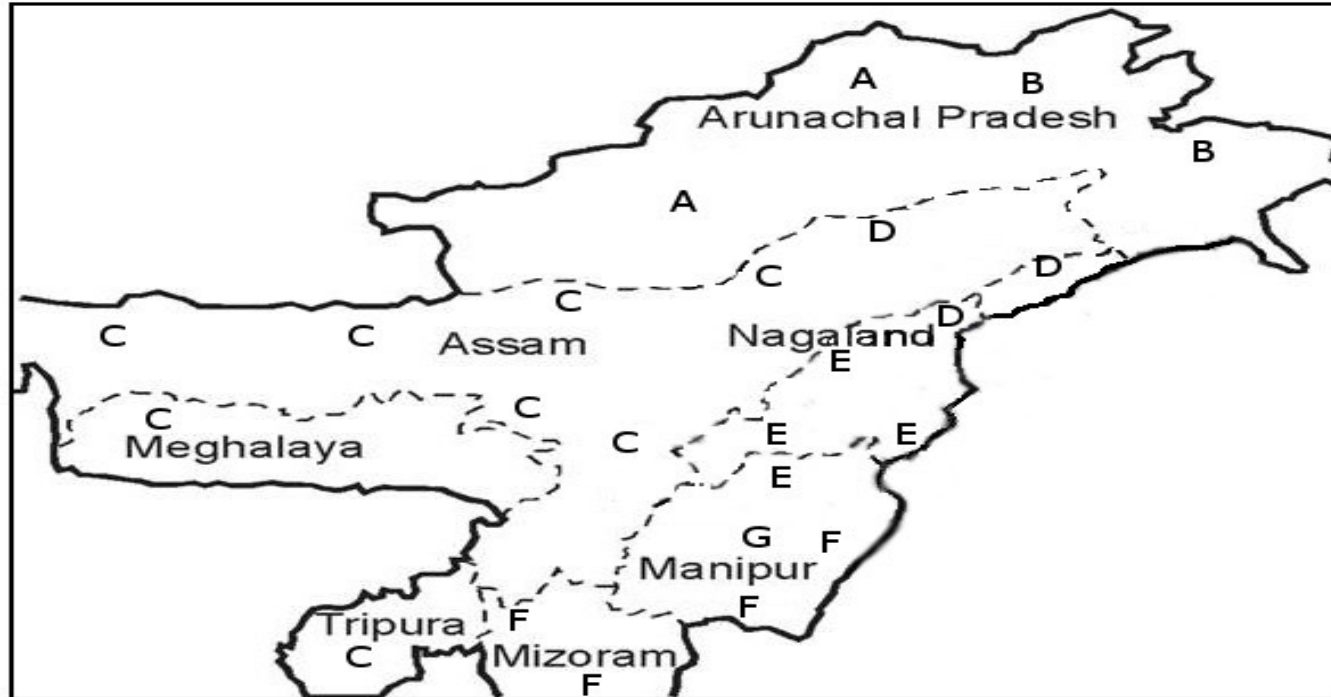 A
B
Arunachal Pradesh
B
A
D
C
D
C
D
C
C
Assam
Nagaland
E
C
C
Meghalaya
C
E
E
E
G
F
Manipur
F
F
Tripura
C
Mizoram
F